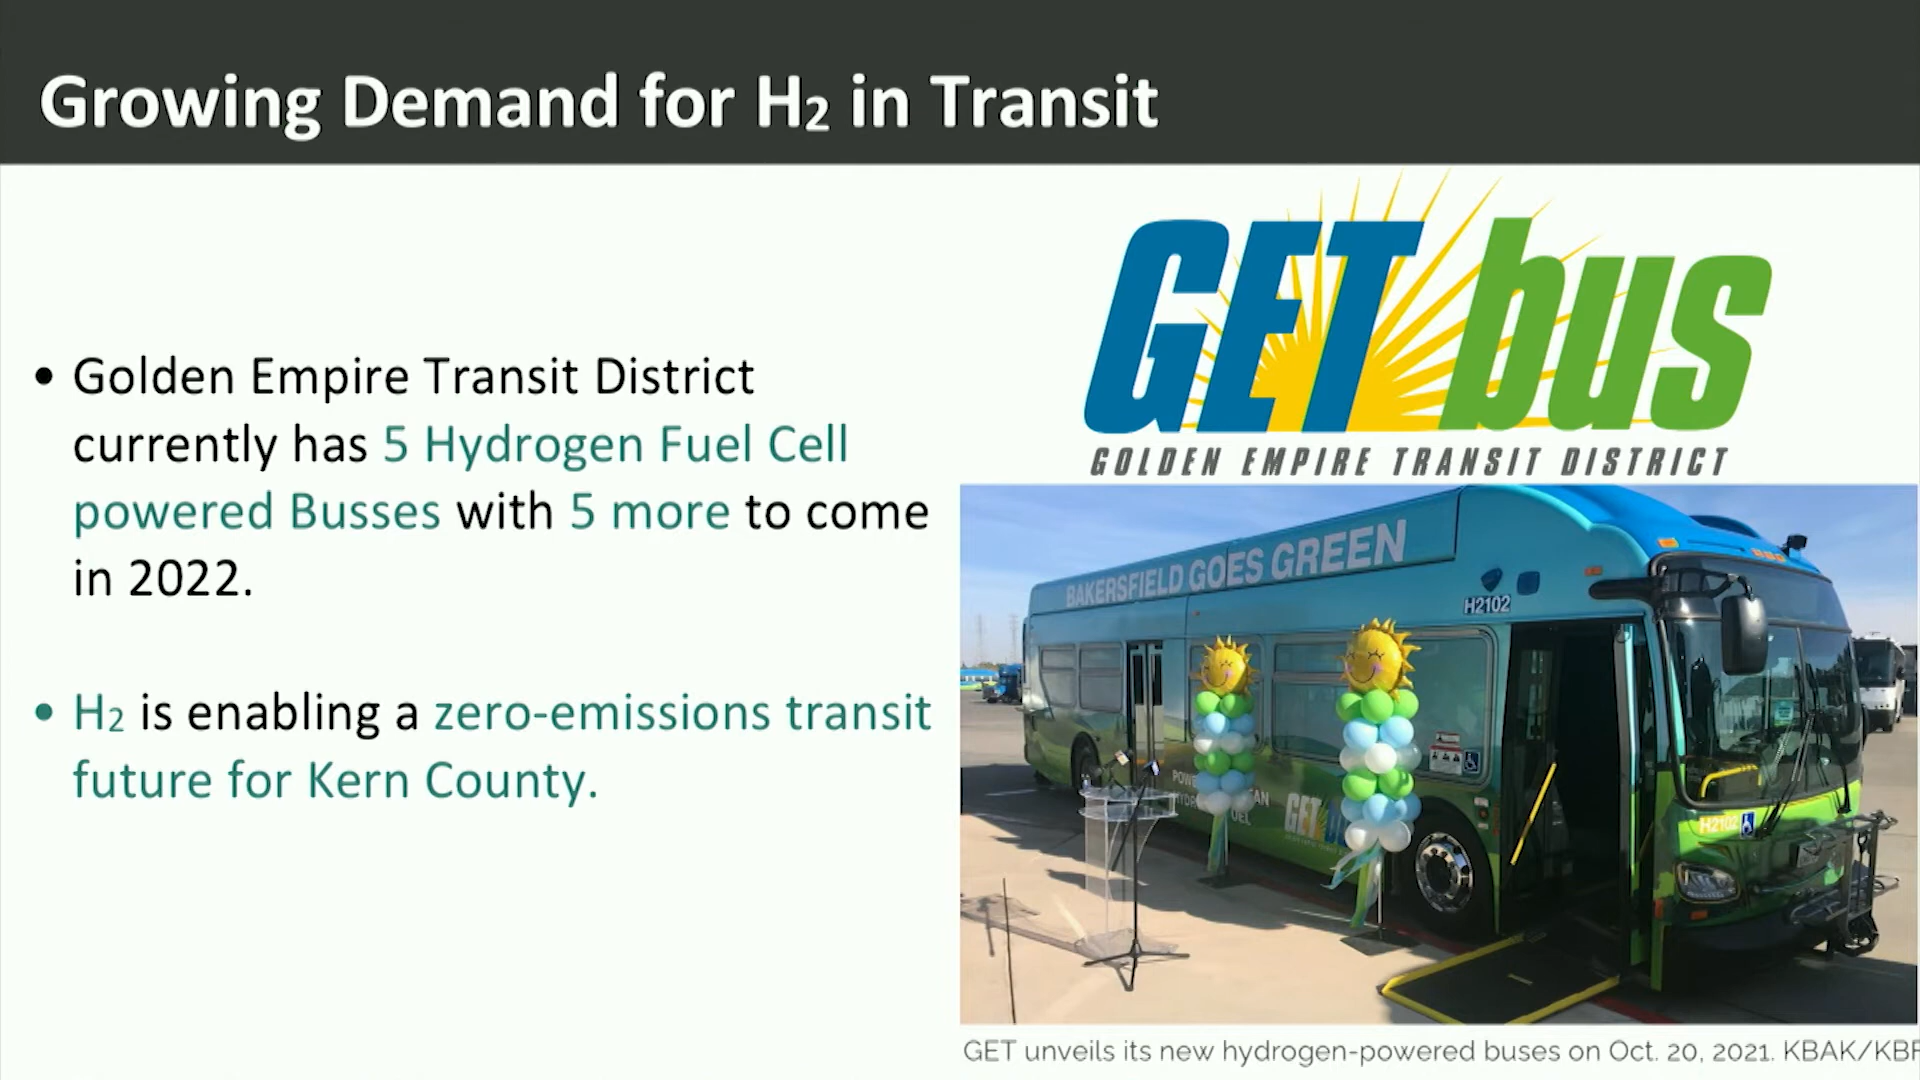 Growing Demand for H₂ in Transit
GET bus
GOLDEN EMPIRE TRANSIT DISTRICT
• Golden Empire Transit District
currently has 5 Hydrogen Fuel Cell
powered Busses with 5 more to come
in 2022.
• H₂ is enabling a zero-emissions transit
future for Kern County.
BAKERSFIELD GOES GREEN
H2102
GET
H2102
GET unveils its new hydrogen-powered buses on Oct. 20, 2021. KBAK/KBF